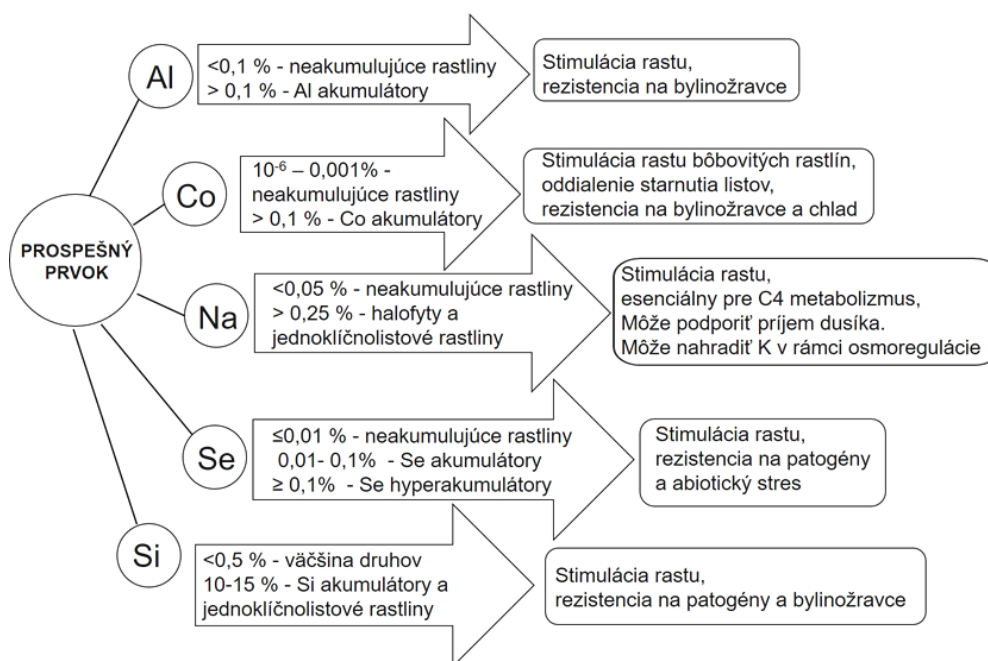 PROSPEŠNÝ
PRVOK
Al
<0,1 % - neakumulujúce rastliny
> 0,1 % - Al akumulátory
Stimulácia rastu,
rezistencia na bylinožravce
Co
10⁻⁶ – 0,001% -
neakumulujúce rastliny
> 0,1 % - Co akumulátory
Stimulácia rastu bôbovitých rastlín,
oddialenie starnutia listov,
rezistencia na bylinožravce a chlad
Na
<0,05 % - neakumulujúce rastliny
> 0,25 % - halofyty a
jednoklíčnolistové rastliny
Stimulácia rastu,
esenciálny pre C4 metabolizmus,
Môže podporiť príjem dusíka.
Môže nahradiť K v rámci osmoregulácie
Se
≤0,01 % - neakumulujúce rastliny
0,01- 0,1% - Se akumulátory
≥ 0,1% - Se hyperakumulátory
Stimulácia rastu,
rezistencia na patogény
a abiotický stres
Si
<0,5 % - väčšina druhov
10-15 % - Si akumulátory a
jednoklíčnolistové rastliny
Stimulácia rastu,
rezistencia na patogény a bylinožravce